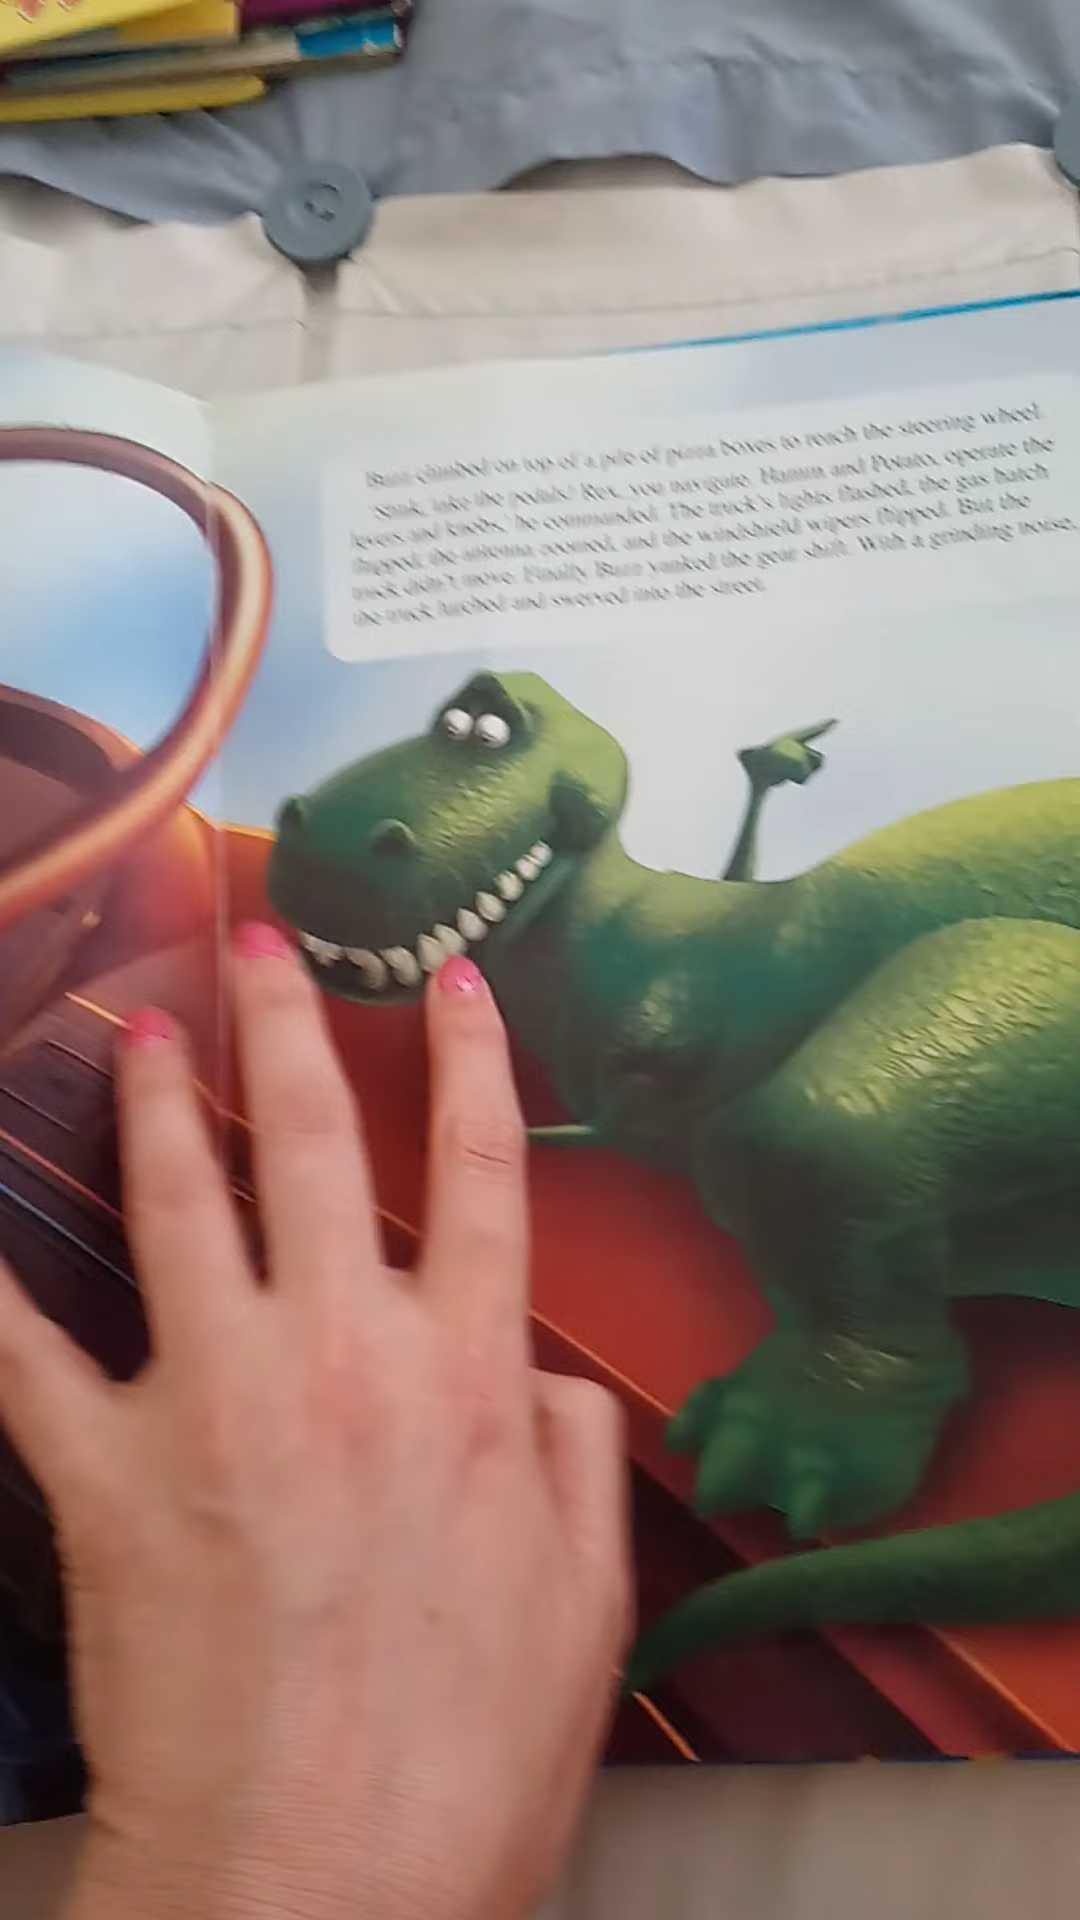 Buzz climbed on top of a pile of pizza boxes to reach the steering wheel.
'Slink, take the pedals! Rex, you navigate. Hamm and Potato, operate the
levers and knobs,' he commanded. The truck's lights flashed, the gas hatch
flapped, the antenna zoomed, and the windshield wipers flipped. But the
truck didn't move. Finally Buzz yanked the gear shift. With a grinding noise,
the truck lurched and swerved into the street.